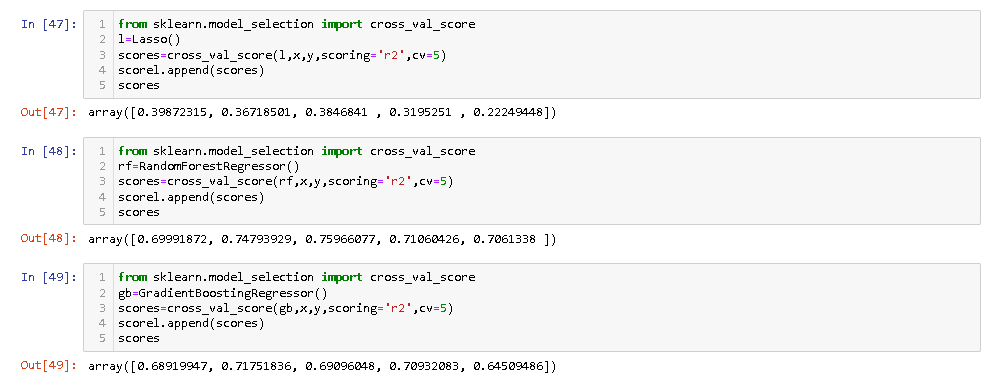 In [47]:
1 from sklearn.model_selection import cross_val_score
2 l=Lasso()
3 scores=cross_val_score(l,x,y,scoring='r2',cv=5)
4 scorel.append(scores)
5 scores
Out[47]: array([0.39872315, 0.36718501, 0.3846841 , 0.3195251 , 0.22249448])
In [48]:
1 from sklearn.model_selection import cross_val_score
2 rf=RandomForestRegressor()
3 scores=cross_val_score(rf,x,y,scoring='r2',cv=5)
4 scorel.append(scores)
5 scores
Out[48]: array([0.69991872, 0.74793929, 0.75966077, 0.71060426, 0.7061338 ])
In [49]:
1 from sklearn.model_selection import cross_val_score
2 gb=GradientBoostingRegressor()
3 scores=cross_val_score(gb,x,y,scoring='r2',cv=5)
4 scorel.append(scores)
5 scores
Out[49]: array([0.68919947, 0.71751836, 0.69096048, 0.70932083, 0.64509486])